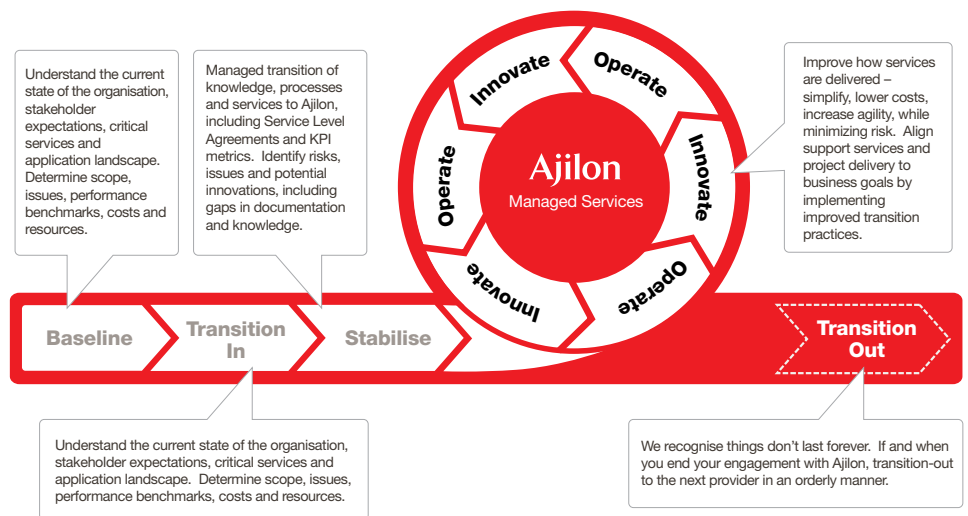 Understand the current
state of the organisation,
stakeholder
expectations, critical
services and
application landscape.
Determine scope,
issues, performance
benchmarks, costs and
resources.
Managed transition of
knowledge, processes
and services to Ajilon,
including Service Level
Agreements and KPI
metrics. Identify risks,
issues and potential
innovations, including
gaps in documentation
and knowledge.
Innovate
Operate
Innovate
Operate
Innovate
Operate
Ajilon
Managed Services
Improve how services
are delivered –
simplify, lower costs,
increase agility, while
minimizing risk. Align
support services and
project delivery to
business goals by
implementing
improved transition
practices.
Baseline
Transition
In
Stabilise
Transition
Out
Understand the current state of the organisation,
stakeholder expectations, critical services and
application landscape. Determine scope, issues,
performance benchmarks, costs and resources.
We recognise things don’t last forever. If and when
you end your engagement with Ajilon, transition-out
to the next provider in an orderly manner.